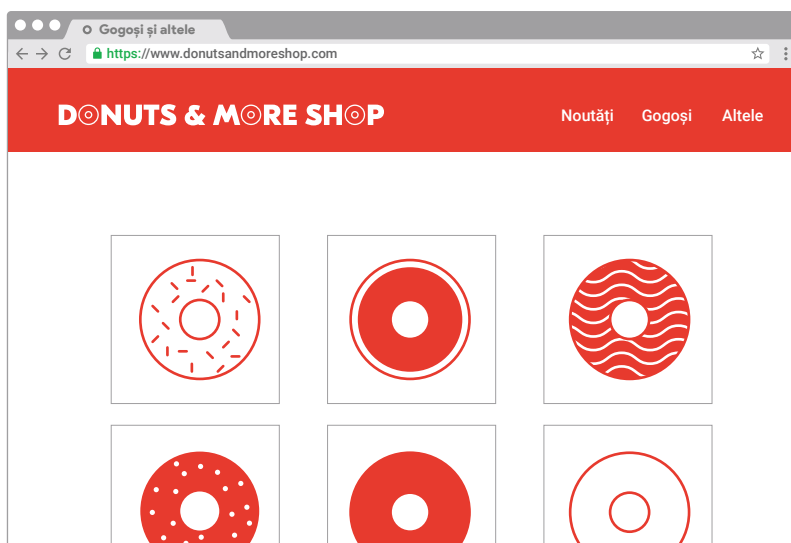 Gogoși și altele
https://www.donutsandmoreshop.com
DONUTS & MORE SHOP
Noutăți Gogoși Altele